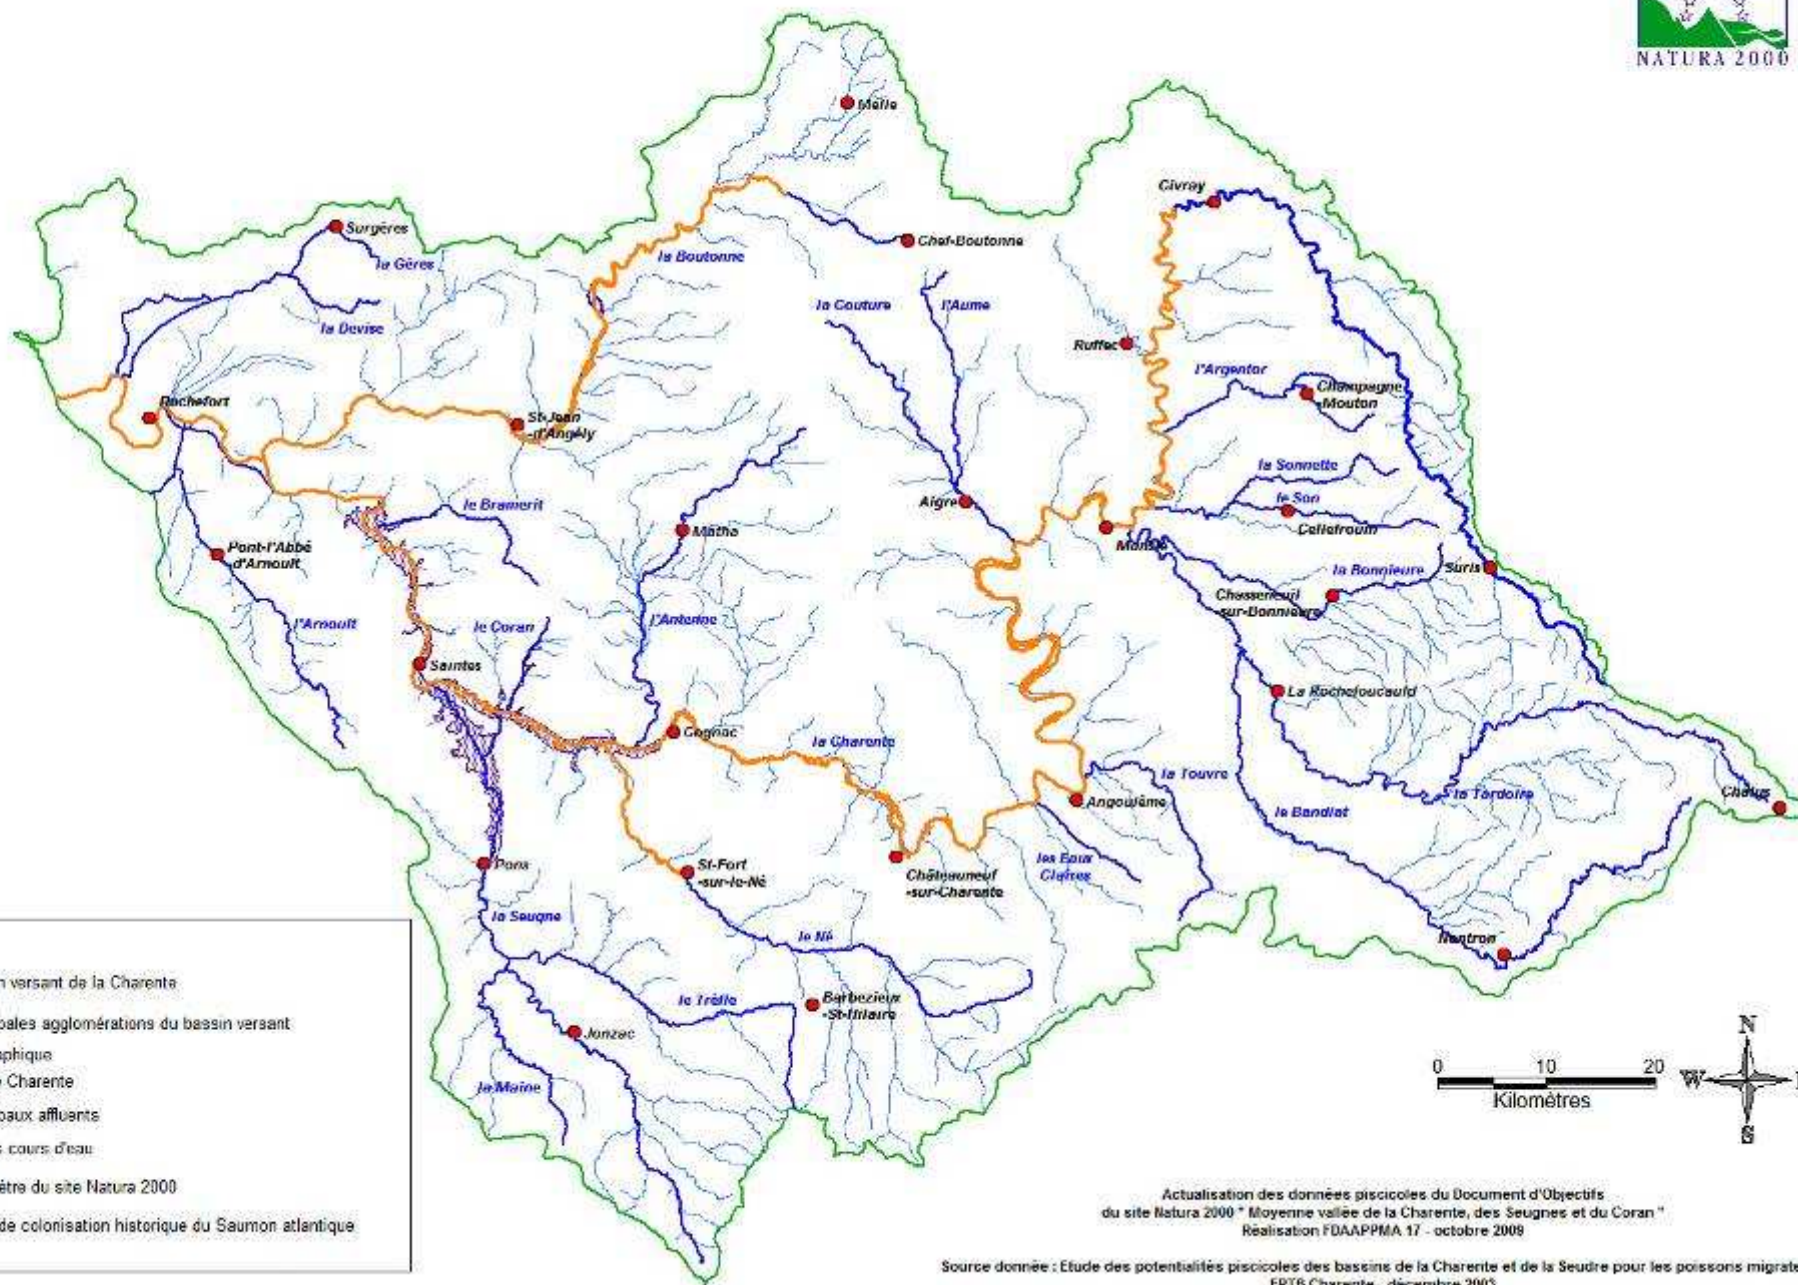 NATURA 2000
Melle
Civray
Surgères
la Gères
Chef-Boutonne
la Boutonne
la Couture
l'Aume
la Devise
Ruffec
l'Argentor
Champagne
-Mouton
Rochefort
St-Jean
-d'Angély
la Sonnette
le Son
Cellefrouin
le Bramerit
Aigre
Matha
Mansle
Pont-l'Abbé
d'Arnoult
la Bonnieure
Suris
Chasseneuil
-sur-Bonnieure
l'Arnoult
le Coran
l'Antenne
Saintes
La Rochefoucauld
Cognac
la Charente
la Touvre
la Tardoire
Chalus
Angoulême
le Bandiat
les Eaux
Claires
Pons
St-Fort
-sur-le-Né
Châteauneuf
-sur-Charente
la Seugne
le Né
Nontron
le Trèfle
Barbezieux
-St-Hilaire
Jonzac
la Maine
n versant de la Charente
pales agglomérations du bassin versant
aphique
e Charente
paux affluents
s cours d'eau
ètre du site Natura 2000
de colonisation historique du Saumon atlantique
0 10 20
Kilomètres
N
W
S
Actualisation des données piscicoles du Document d'Objectifs
du site Natura 2000 " Moyenne vallée de la Charente, des Seugnes et du Coran "
Réalisation FDAAPPMA 17 - octobre 2009
Source donnée : Etude des potentialités piscicoles des bassins de la Charente et de la Seudre pour les poissons migrate
EPTB Charente - décembre 2003